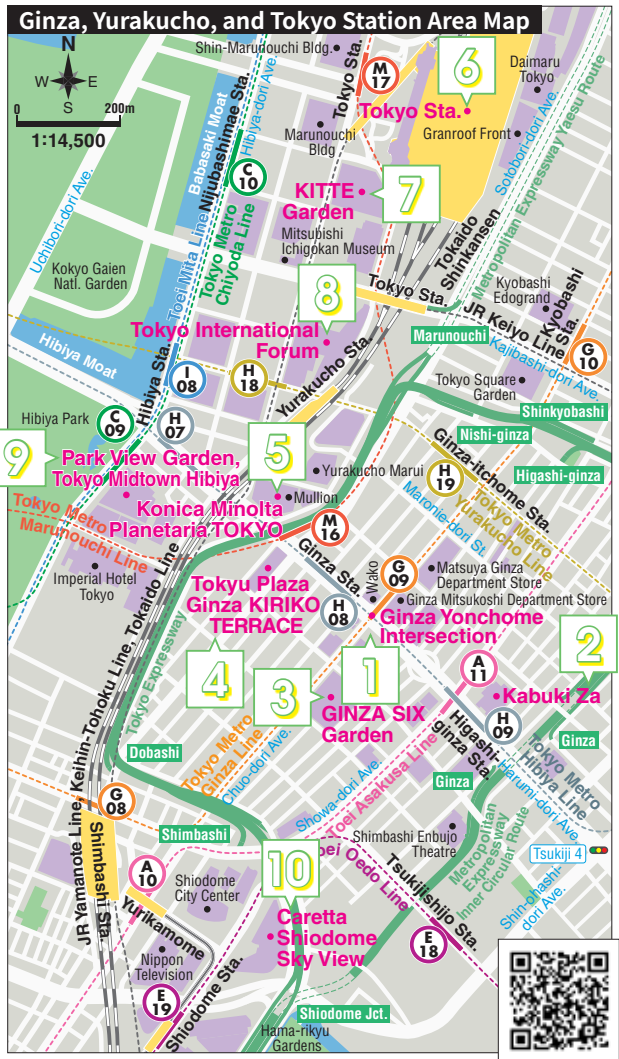 Ginza, Yurakucho, and Tokyo Station Area Map
N
W E
S
0 200m
1:14,500
Shin-Marunouchi Bldg.
Tokyo Sta.
M
17
6
Tokyo Sta.
Daimaru
Tokyo
Marunouchi
Bldg
Granroof Front
Sotobori-dori Ave.
Metropolitan Expressway Yaesu Route
Hibiya-dori Ave.
Nijubashimae Sta.
Babasaki Moat
C
10
Uchibori-dori Ave.
KITTE
Garden
7
Tokyo Metro
Chiyoda Line
Toei Mita Line
Mitsubishi
Ichigokan Museum
Tokaido
Shinkansen
Kokyo Gaien
Natl. Garden
Tokyo Sta.
JR Keiyo Line
Kyobashi
Edogrand
Kyobashi
Sta.
8
Tokyo International
Forum
Marunouchi
Kajibashi-dori Ave.
G
10
Hibiya Moat
Hibiya Sta.
I
08
H
18
Yurakucho Sta.
Tokyo Square
Garden
Shinkyobashi
Hibiya Park
C
09
H
07
Nishi-ginza
Higashi-ginza
9
Park View Garden,
Tokyo Midtown Hibiya
5
Yurakucho Marui
Mullion
H
19
Ginza-itchome Sta.
Tokyo Metro
Yurakucho Line
Maronie-dori St.
Konica Minolta
Planetaria TOKYO
Tokyo Metro
Marunouchi Line
M
16
Ginza Sta.
Imperial Hotel
Tokyo
Tokyu Plaza
Ginza KIRIKO
TERRACE
Wako
G
09
Matsuya Ginza
Department Store
Ginza Mitsukoshi Department Store
H
08
Ginza Yonchome
Intersection
4
3
1
2
A
11
Kabuki Za
GINZA SIX
Garden
H
09
Higashi-
ginza Sta.
Ginza
Tokyo Metro
Hibiya Line
Harumi-dori Ave.
JR Yamanote Line, Keihin-Tohoku Line, Tokaido Line
Tokyo Expressway
Dobashi
Tokyo Metro
Ginza Line
Chuo-dori Ave.
Ginza
G
08
Shimbashi
Showa-dori Ave.
Toei Asakusa Line
Shimbashi Enbujo
Theatre
Metropolitan
Expressway
Inner Circular Route
Tsukiji 4
Shin-ohashi-
dori Ave.
Shimbashi Sta.
A
10
Shiodome
City Center
10
oei Oedo Line
Tsukijishijo Sta.
E
18
Yurikamome
Caretta
Shiodome
Sky View
Nippon
Television
E
19
Shiodome Sta.
Shiodome Jct.
Hama-rikyu
Gardens